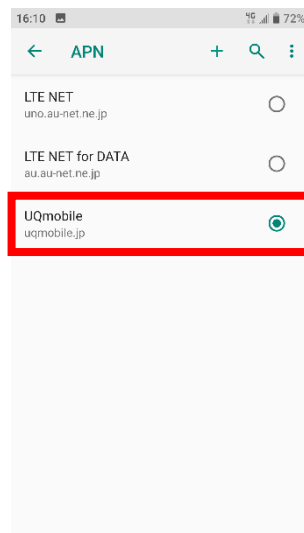 16:10 4G 72%
APN
LTE NET
uno.au-net.ne.jp
LTE NET for DATA
au.au-net.ne.jp
UQmobile
uqmobile.jp